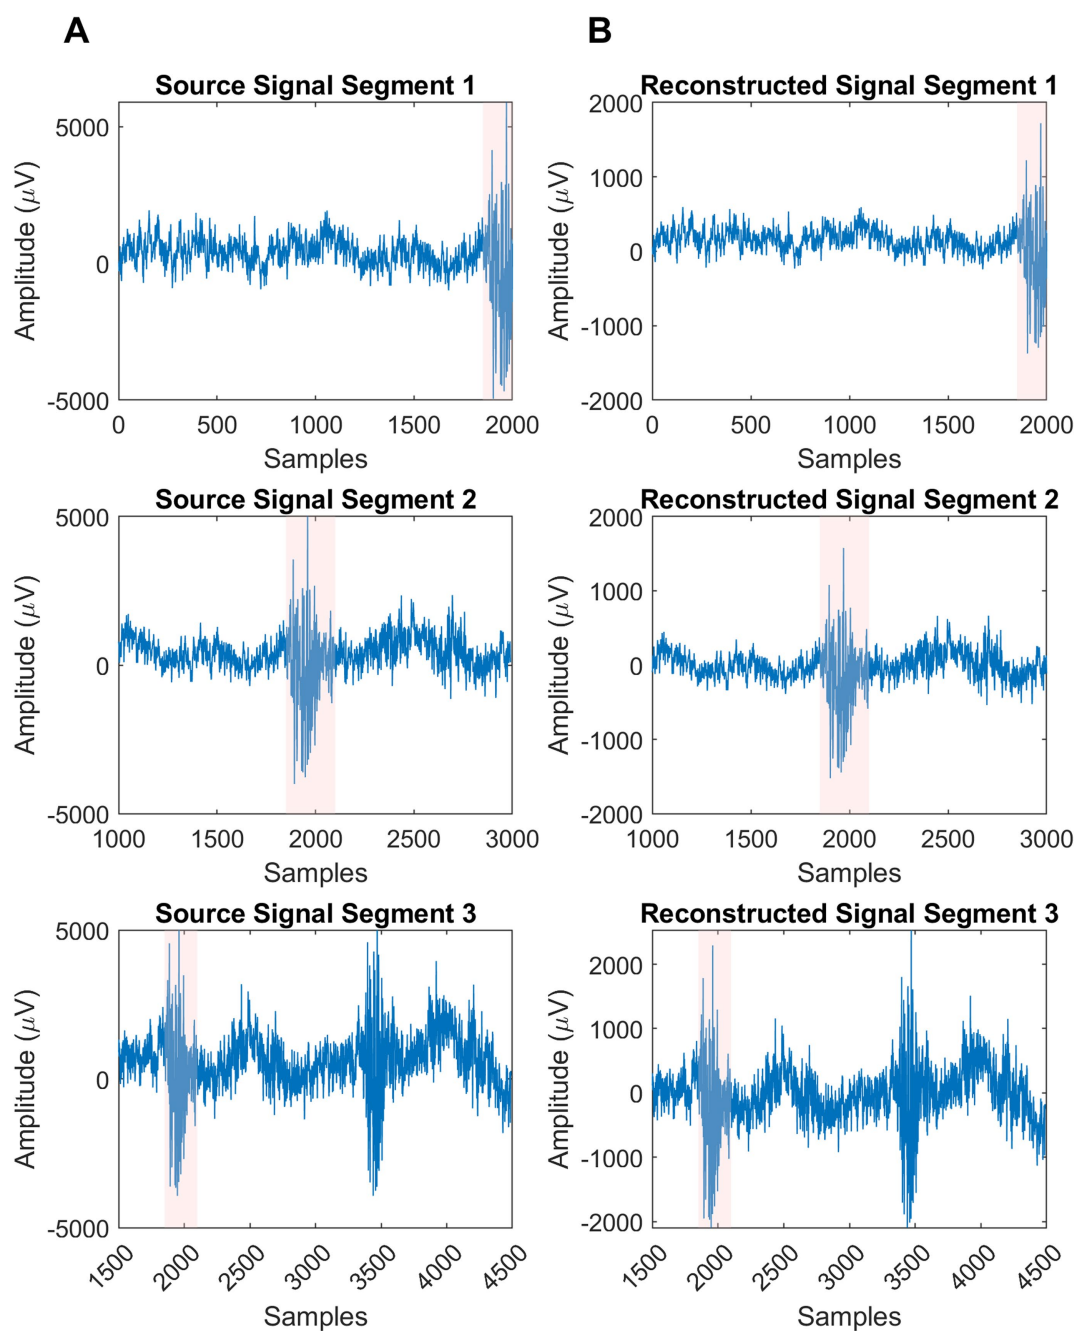 A
B
Source Signal Segment 1
Reconstructed Signal Segment 1
Amplitude (μV)
5000
0
-5000
0 500 1000 1500 2000
Samples
Amplitude (μV)
2000
1000
0
-1000
-2000
0 500 1000 1500 2000
Samples
Source Signal Segment 2
Reconstructed Signal Segment 2
Amplitude (μV)
5000
0
-5000
1000 1500 2000 2500 3000
Samples
Amplitude (μV)
2000
1000
0
-1000
-2000
1000 1500 2000 2500 3000
Samples
Source Signal Segment 3
Reconstructed Signal Segment 3
Amplitude (μV)
5000
0
-5000
1500 2000 2500 3000 3500 4000 4500
Samples
Amplitude (μV)
2000
1000
0
-1000
-2000
1500 2000 2500 3000 3500 4000 4500
Samples